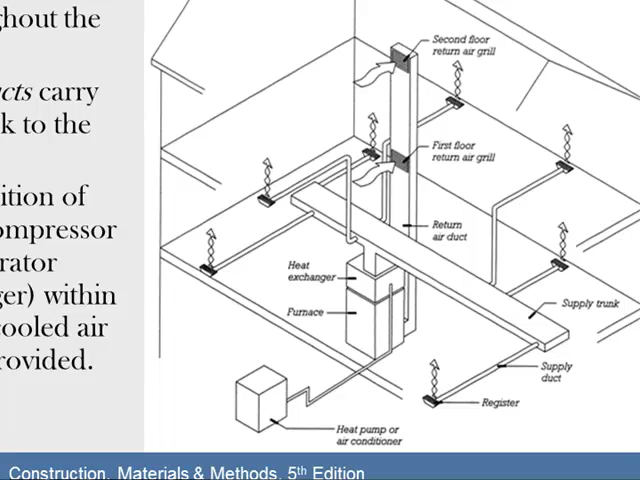 ghout the
cts carry
k to the
ition of
ompressor
rator
ger) within
cooled air
rovided.
Second floor
return air grill
First floor
return air grill
Return
air duct
Heat
exchanger
Furnace
Supply trunk
Supply
duct
Register
Heat pump or
air conditioner
Construction, Materials & Methods, 5th Edition